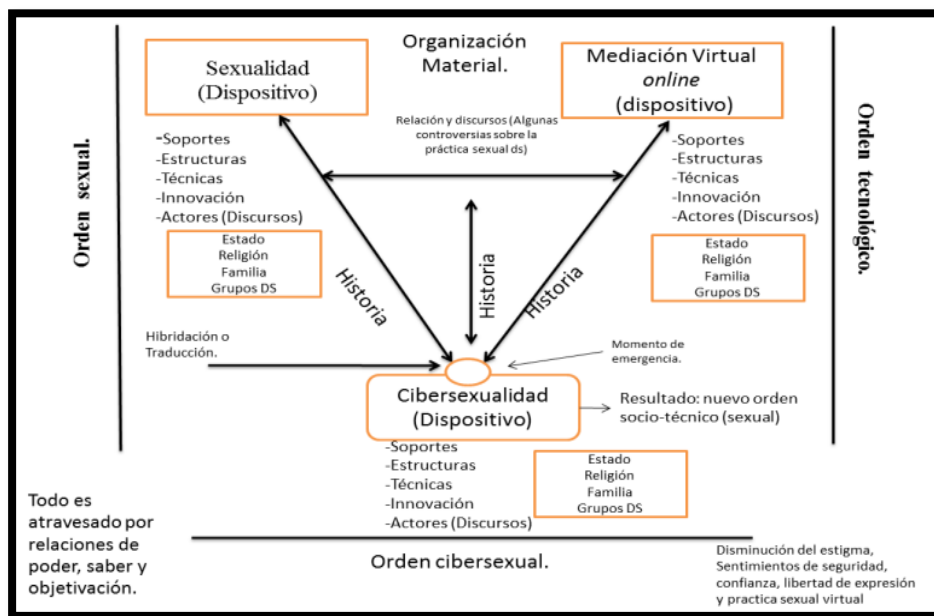 Organización
Material.
Sexualidad
(Dispositivo)
Mediación Virtual
online
(dispositivo)
Relación y discursos (Algunas
controversias sobre la
práctica sexual ds)
Orden sexual.
-Soportes
-Estructuras
-Técnicas
-Innovación
-Actores (Discursos)
Estado
Religión
Familia
Grupos DS
-Soportes
-Estructuras
-Técnicas
-Innovación
-Actores (Discursos)
Estado
Religión
Familia
Grupos DS
Orden tecnológico.
Historia
Historia
Historia
Hibridación o
Traducción.
Momento de
emergencia.
Cibersexualidad
(Dispositivo)
Resultado: nuevo orden
socio-técnico (sexual)
-Soportes
-Estructuras
-Técnicas
-Innovación
-Actores (Discursos)
Estado
Religión
Familia
Grupos DS
Todo es
atravesado por
relaciones de
poder, saber y
objetivación.
Orden cibersexual.
Disminución del estigma,
Sentimientos de seguridad,
confianza, libertad de expresión
y practica sexual virtual